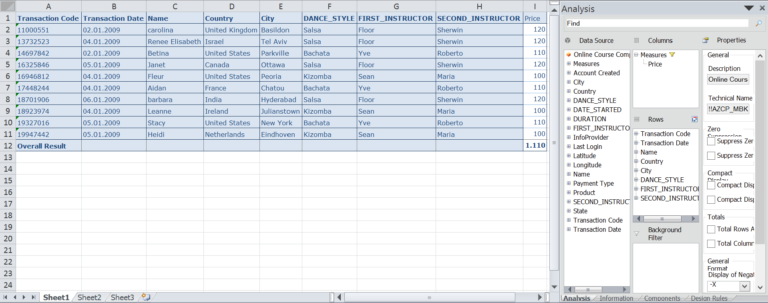 A B C D E F G H I
1 Transaction Code Transaction Date Name Country City DANCE_STYLE FIRST_INSTRUCTOR SECOND_INSTRUCTOR Price
2 11000551 02.01.2009 carolina United Kingdom Basildon Salsa Floor Sherwin 120
3 13732523 04.01.2009 Renee Elisabeth Israel Tel Aviv Salsa Floor Sherwin 120
4 14697842 02.01.2009 Betina United States Parkville Bachata Yve Roberto 110
5 16325846 05.01.2009 Janet Canada Ottawa Salsa Floor Sherwin 120
6 16946812 04.01.2009 Fleur United States Peoria Kizomba Sean Maria 100
7 17448244 04.01.2009 Aidan France Chatou Bachata Yve Roberto 110
8 18701906 06.01.2009 barbara India Hyderabad Salsa Floor Sherwin 120
9 18923974 04.01.2009 Leanne Ireland Julianstown Kizomba Sean Maria 100
10 19327016 05.01.2009 Stacy United States New York Bachata Yve Roberto 110
11 19947442 05.01.2009 Heidi Netherlands Eindhoven Kizomba Sean Maria 100
12 Overall Result 1.110
13
14
15
16
17
18
19
20
21
22
23
24
Sheet1 Sheet2 Sheet3
Analysis
Find
Data Source
Online Course Comp
Measures
Account Created
City
Country
DANCE_STYLE
DATE_STARTED
DURATION
FIRST_INSTRUCTOR
InfoProvider
Last Login
Latitude
Longitude
Name
Payment Type
Product
SECOND_INSTRUCT
State
Transaction Code
Transaction Date
Columns
Measures
Price
Rows
Transaction Code
Transaction Date
Name
Country
City
DANCE_STYLE
FIRST_INSTRUCTOR
SECOND_INSTRUC
Background
Filter
Properties
General
Description
Online Cours
Technical Name
!!AZCP_MBK
Zero
Suppress Zer
Suppress Zer
Compact
Display
Compact Disp
Compact Disp
Totals
Total Rows A
Total Column
General
Format
Display of Negat
-X
Analysis Information Components Design Rules